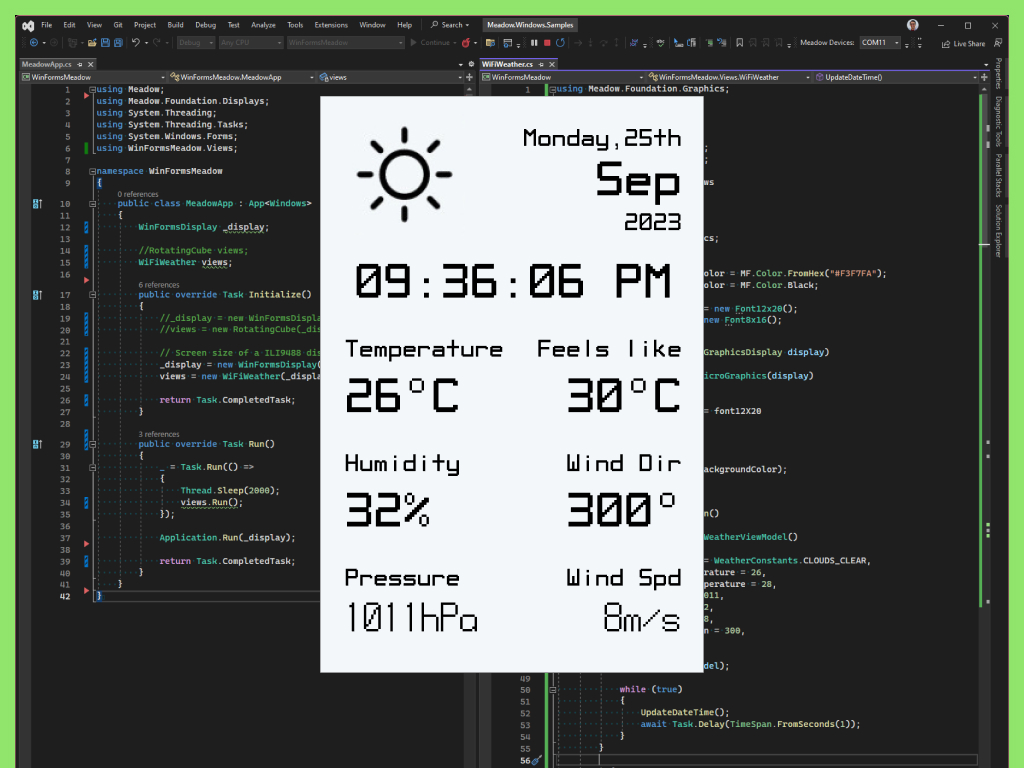 File Edit View Git Project Build Debug Test Analyze Tools Extensions Window Help Search Meadow.Windows.Samples
Debug Any CPU WinFormsMeadow Continue Meadow Devices: COM11 Live Share
MeadowApp.cs
WinFormsMeadow WinFormsMeadow.MeadowApp views
1 using Meadow;
2 using Meadow.Foundation.Displays;
3 using System.Threading;
4 using System.Threading.Tasks;
5 using System.Windows.Forms;
6 using WinFormsMeadow.Views;
7
8 namespace WinFormsMeadow
9 {
0 references
10 public class MeadowApp : App<Windows>
11 {
12 WinFormsDisplay _display;
13
14 //RotatingCube views;
15 WiFiWeather views;
16
6 references
17 public override Task Initialize()
18 {
19 //_display = new WinFormsDispla
20 //views = new RotatingCube(_dis
21
22 // Screen size of a ILI9488 dis
23 _display = new WinFormsDisplay(
24 views = new WiFiWeather(_displa
25
26 return Task.CompletedTask;
27 }
28
3 references
29 public override Task Run()
30 {
31 _ = Task.Run(() =>
32 {
33 Thread.Sleep(2000);
34 views.Run();
35 });
36
37 Application.Run(_display);
38
39 return Task.CompletedTask;
40 }
41 }
42 }
Monday,25th
Sep
2023
09:36:06 PM
Temperature Feels like
26°C 30°C
Humidity Wind Dir
32% 300°
Pressure Wind Spd
1011hPa 8m/s
WiFiWeather.cs
WinFormsMeadow WinFormsMeadow.Views.WiFiWeather UpdateDateTime()
1 using Meadow.Foundation.Graphics;
;
;
ws
cs;
olor = MF.Color.FromHex("#F3F7FA");
olor = MF.Color.Black;
= new Font12x20();
new Font8x16();
GraphicsDisplay display)
icroGraphics(display)
= font12X20
ackgroundColor);
n()
WeatherViewModel()
= WeatherConstants.CLOUDS_CLEAR,
rature = 26,
perature = 28,
011,
2,
8,
n = 300,
del);
49
50 while (true)
51 {
52 UpdateDateTime();
53 await Task.Delay(TimeSpan.FromSeconds(1));
54 }
55 }
56
Properties
Diagnostic Tools
Parallel Stacks
Solution Explorer